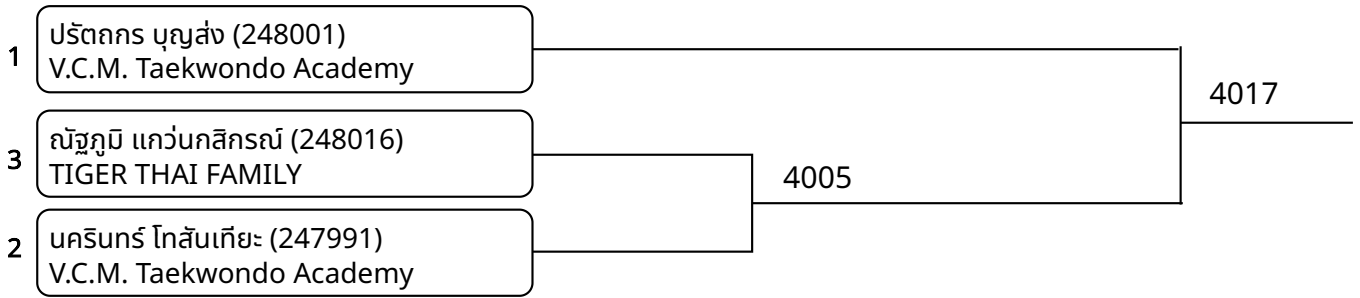 1
ปรัตถกร บุญส่ง (248001)
V.C.M. Taekwondo Academy
4017
3
ณัฐภูมิ แกว่นกสิกรณ์ (248016)
TIGER THAI FAMILY
4005
2
นครินทร์ โทสันเทียะ (247991)
V.C.M. Taekwondo Academy